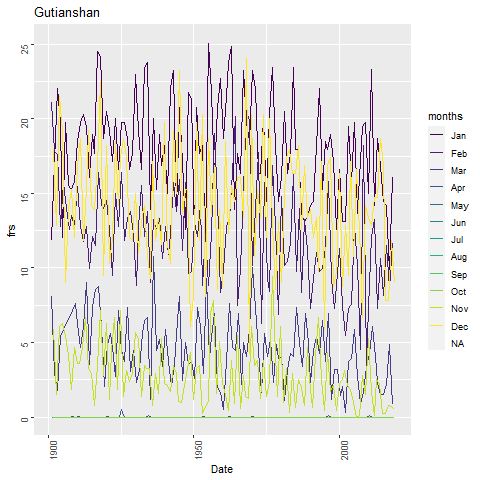 Gutianshan
frs
25
20
15
10
5
0
1900
1950
2000
Date
months
Jan
Feb
Mar
Apr
May
Jun
Jul
Aug
Sep
Oct
Nov
Dec
NA